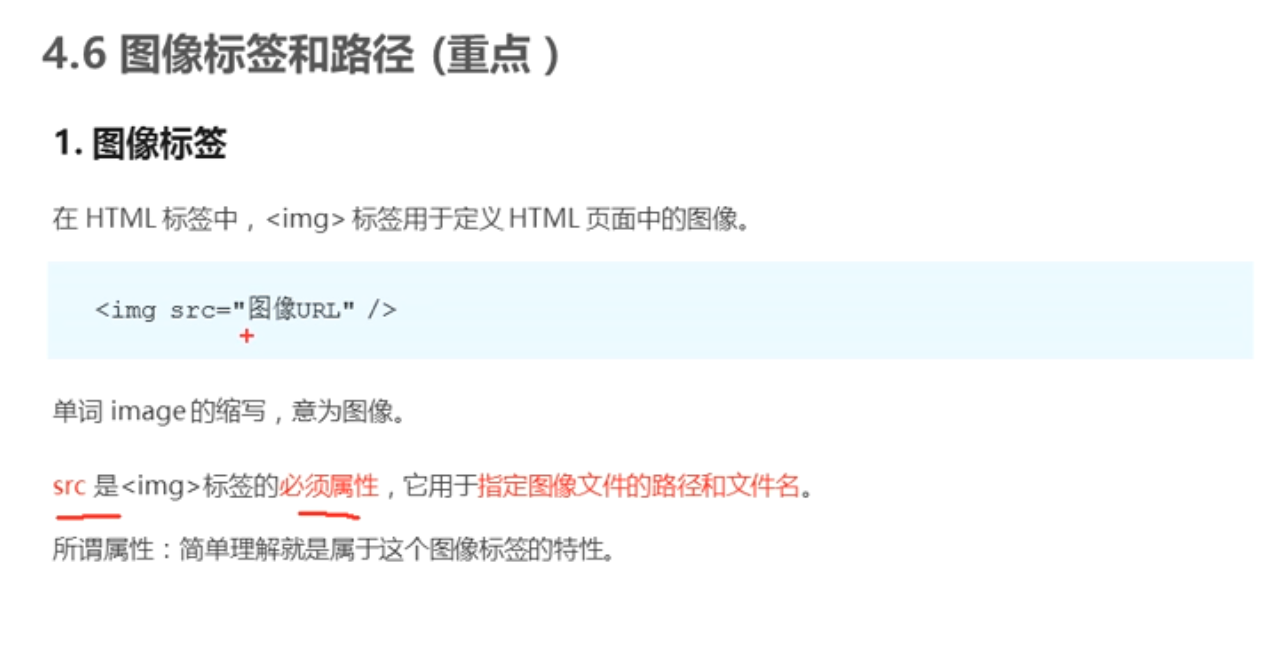 4.6 图像标签和路径 (重点 )
1. 图像标签
在 HTML 标签中，<img> 标签用于定义 HTML 页面中的图像。
<img src="图像URL" />
单词 image 的缩写，意为图像。
src 是<img>标签的必须属性，它用于指定图像文件的路径和文件名。
所谓属性：简单理解就是属于这个图像标签的特性。